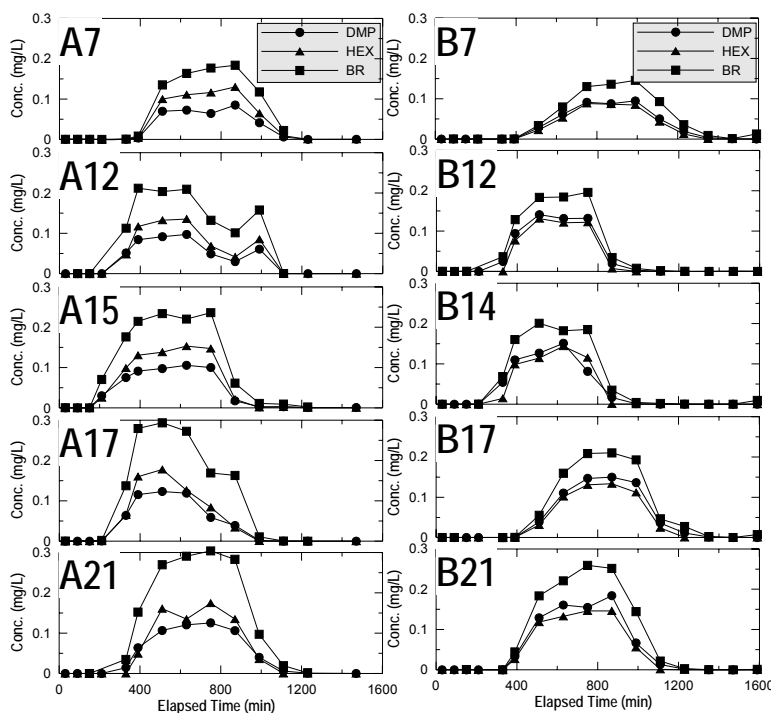 A7
0.3
0.2
0.1
0
Conc. (mg/L)
DMP
HEX
BR
B7
0.3
0.2
0.1
0
Conc. (mg/L)
DMP
HEX
BR
A12
0.3
0.2
0.1
0
Conc. (mg/L)
B12
0.3
0.2
0.1
0
Conc. (mg/L)
A15
0.3
0.2
0.1
0
Conc. (mg/L)
B14
0.3
0.2
0.1
0
Conc. (mg/L)
A17
0.3
0.2
0.1
0
Conc. (mg/L)
B17
0.3
0.2
0.1
0
Conc. (mg/L)
A21
0.3
0.2
0.1
0
Conc. (mg/L)
0 400 800 1200 1600
Elapsed Time (min)
B21
0.3
0.2
0.1
0
Conc. (mg/L)
0 400 800 1200 1600
Elapsed Time (min)